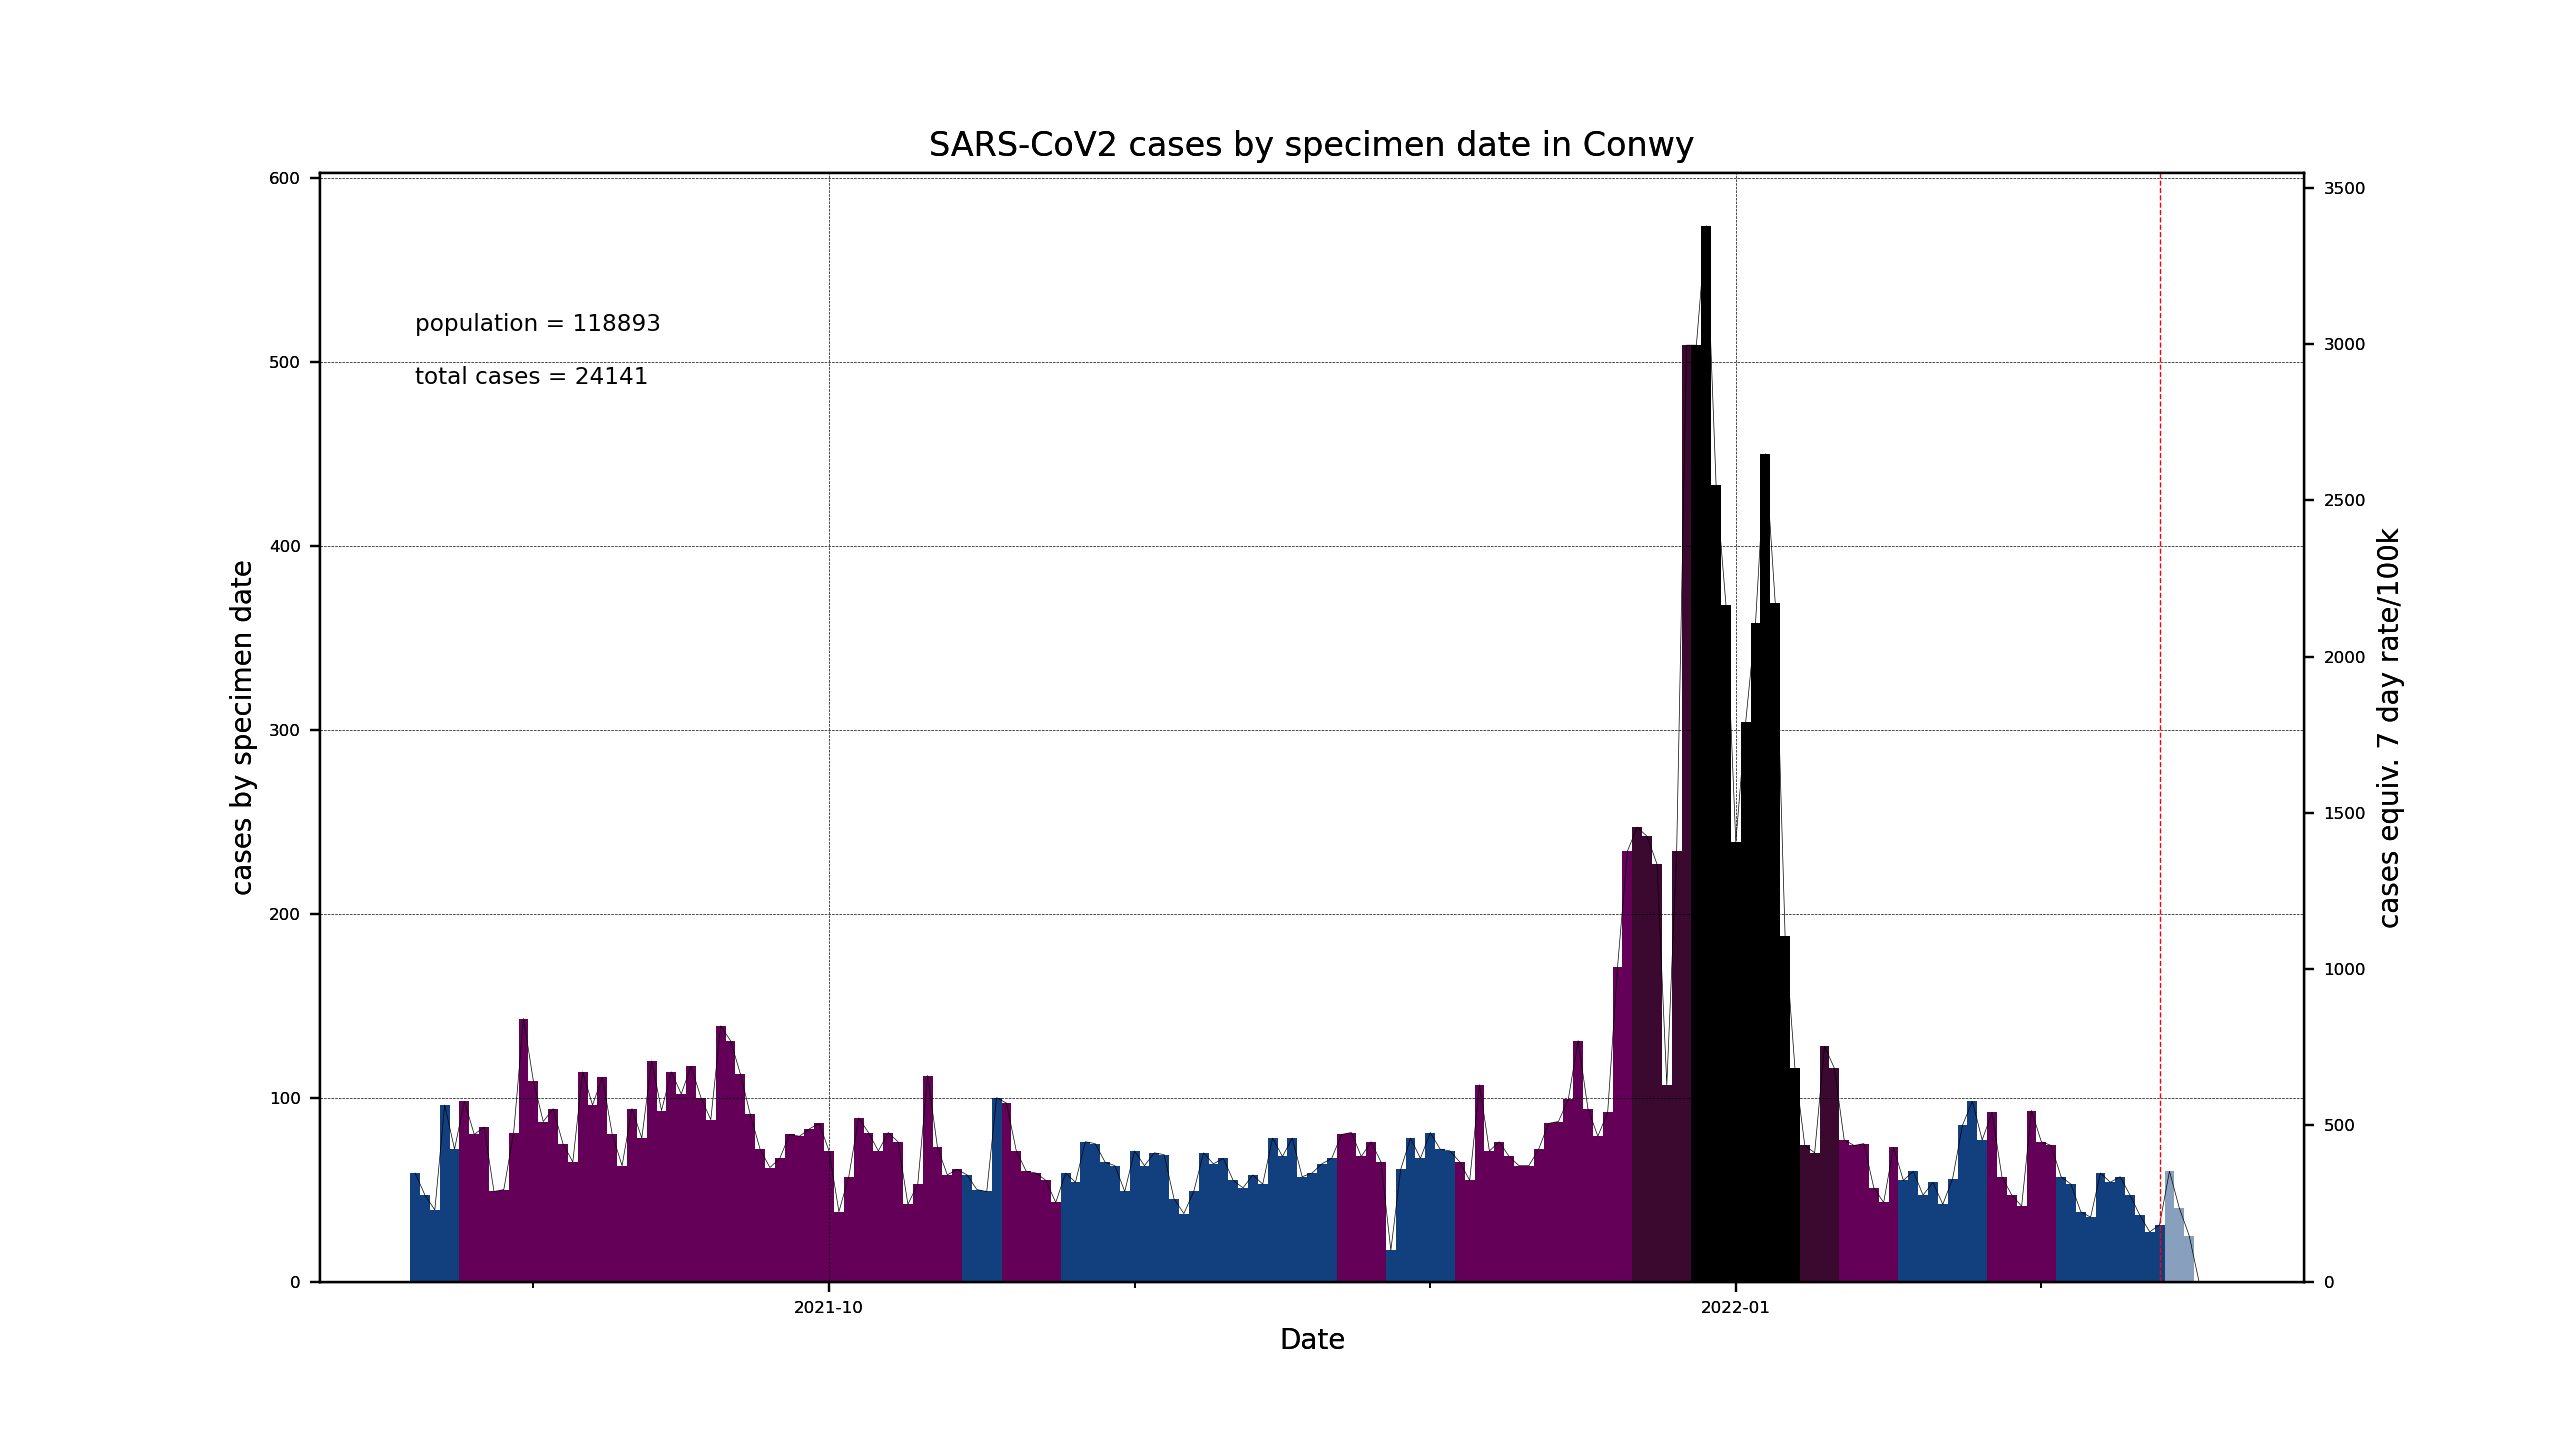 SARS-CoV2 cases by specimen date in Conwy
population = 118893
total cases = 24141
cases by specimen date
600
500
400
300
200
100
0
3500
3000
2500
2000
1500
1000
500
0
cases equiv. 7 day rate/100k
2021-10
2022-01
Date